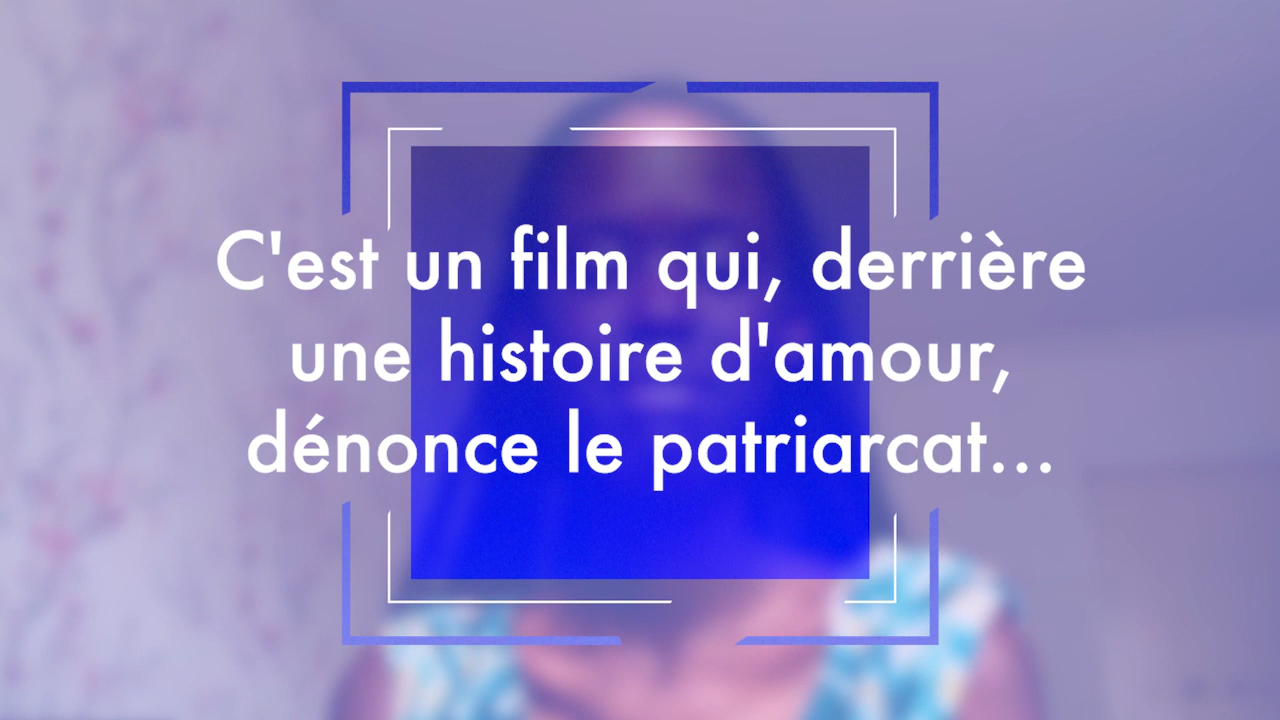 C'est un film qui, derrière
une histoire d'amour,
dénonce le patriarcat...